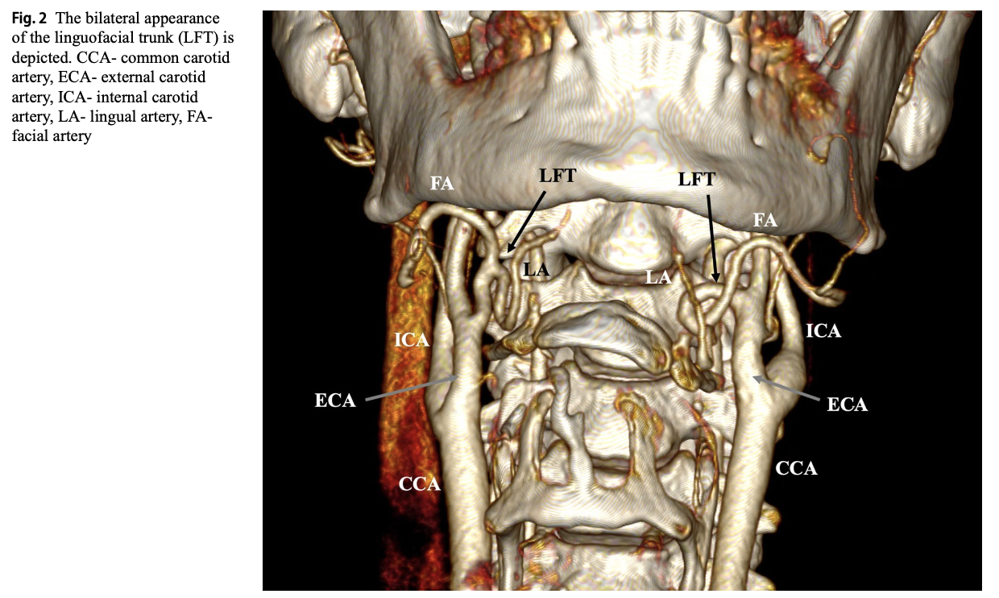 Fig. 2 The bilateral appearance
of the linguofacial trunk (LFT) is
depicted. CCA- common carotid
artery, ECA- external carotid
artery, ICA- internal carotid
artery, LA- lingual artery, FA-
facial artery
LFT
LFT
FA
FA
LA
LA
ICA
ICA
ECA
ECA
CCA
CCA